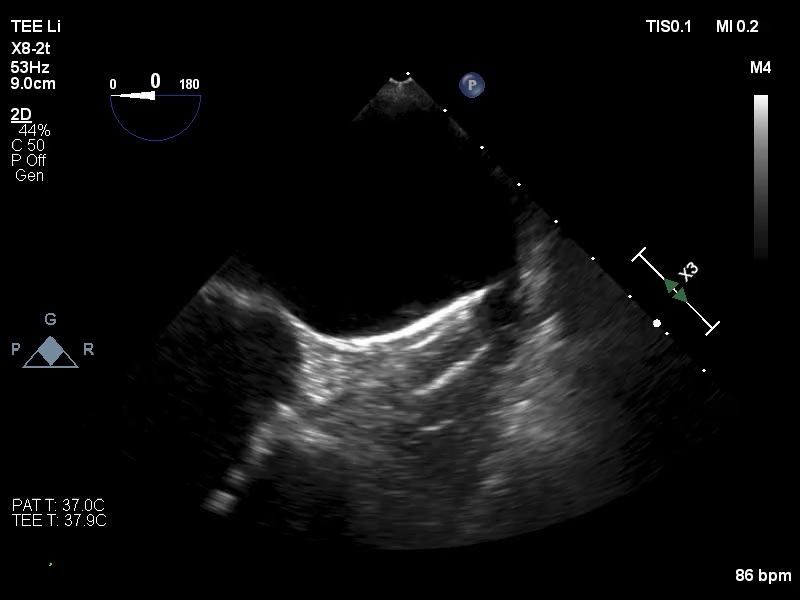 TEE Li
X8-2t
53Hz
9.0cm
2D
44%
C 50
P Off
Gen
TIS0.1 MI 0.2
M4
0 0 180
P
X3
G
P R
PAT T: 37.0C
TEE T: 37.9C
86 bpm